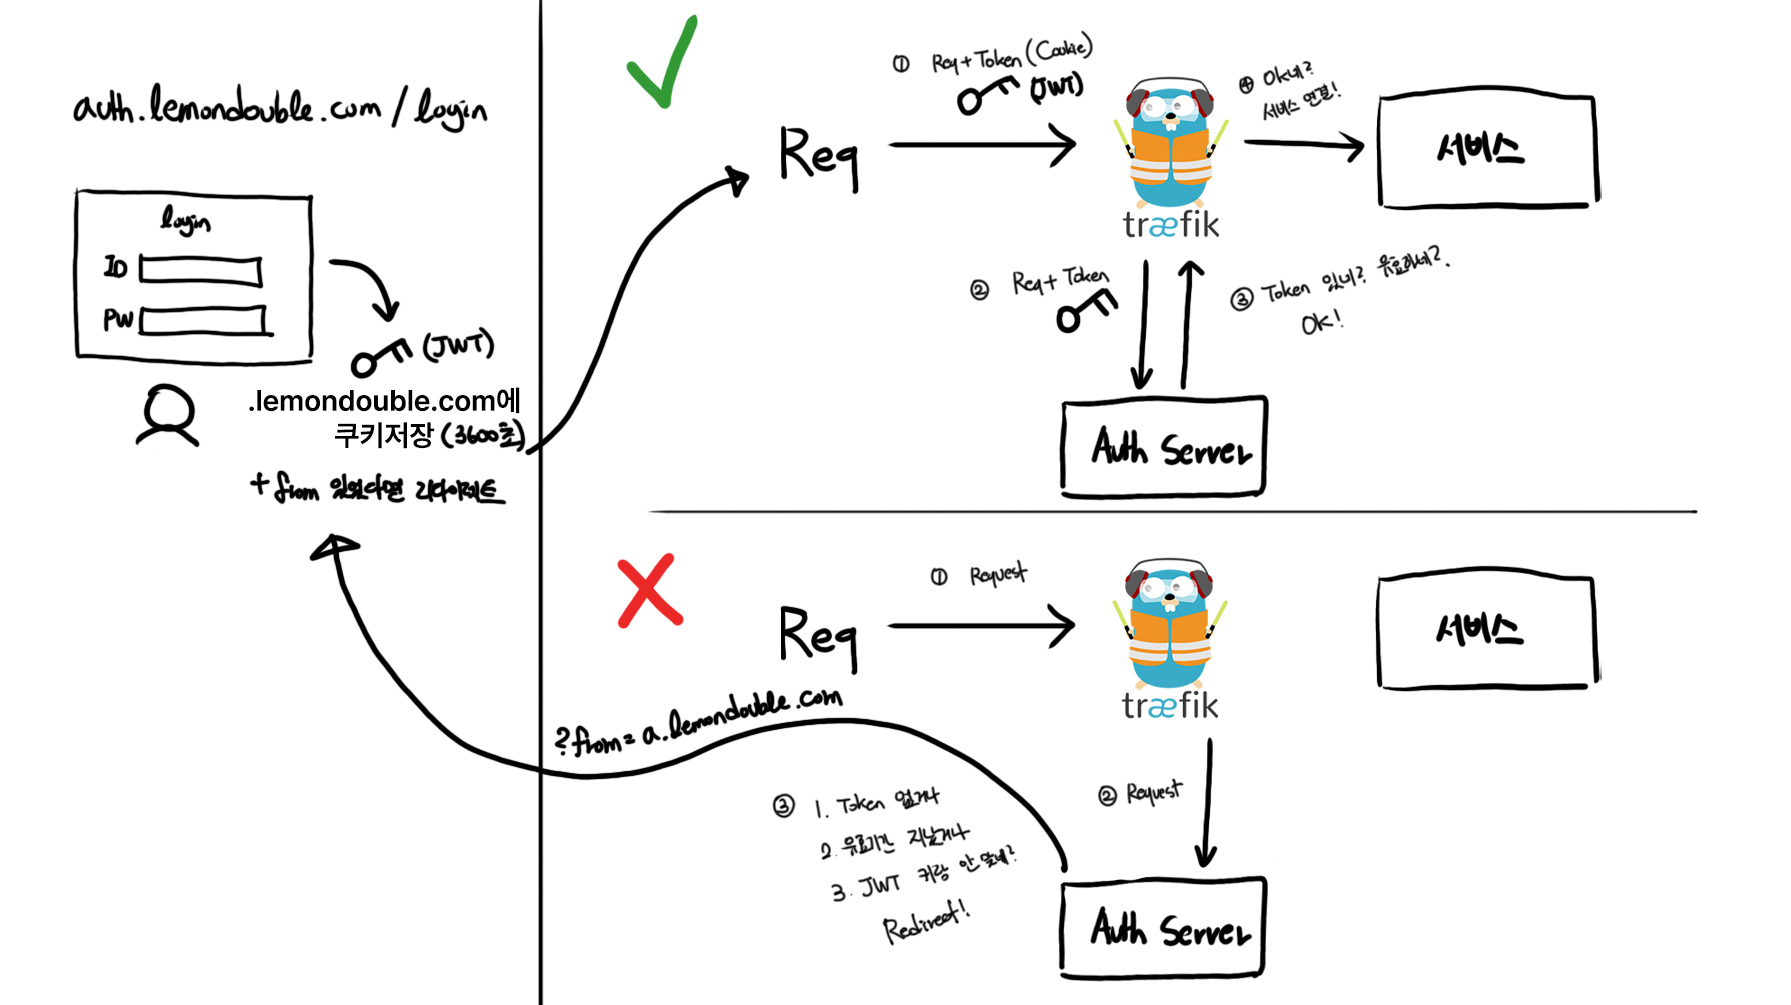 auth.lemondouble.com/login
login
ID
PW
(JWT)
.lemondouble.com에
쿠키저장 (3600초)
+ from 있었다면 리다이렉트
Req
① Req+Token (Cookie)
(JWT)
træfik
④ OK네?
서비스 연결!
서비스
② Req+Token
③ Token 있네? 유효하네?
OK!
Auth Server
Req
① Request
træfik
서비스
?from=a.lemondouble.com
② Request
③ 1. Token 없거나
2. 유효기간 지났거나
3. JWT 키랑 안 맞네?
Redirect!
Auth Server